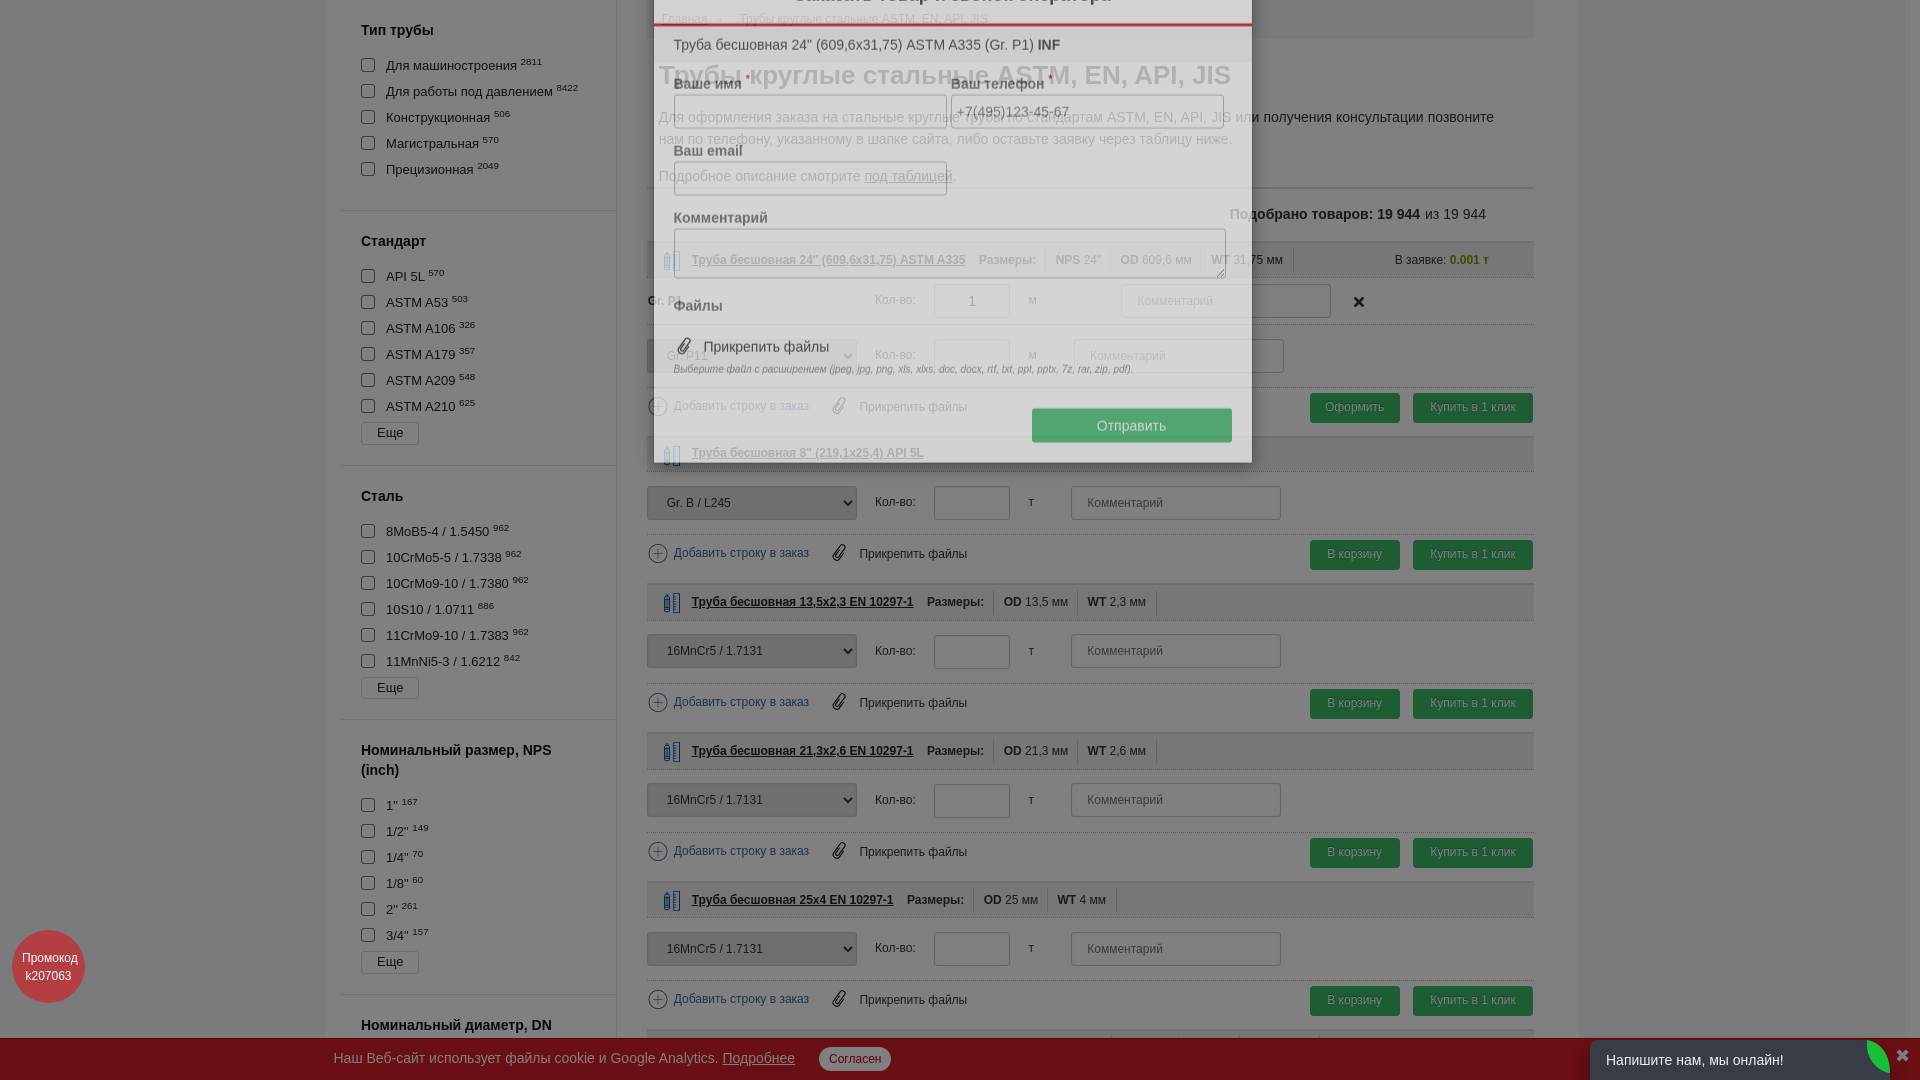 Тип трубы
Для машиностроения 2811
Для работы под давлением 8422
Конструкционная 506
Магистральная 570
Прецизионная 2049
Стандарт
API 5L 570
ASTM A53 503
ASTM A106 326
ASTM A179 357
ASTM A209 548
ASTM A210 625
Еще
Сталь
8MoB5-4 / 1.5450 962
10CrMo5-5 / 1.7338 962
10CrMo9-10 / 1.7380 962
10S10 / 1.0711 886
11CrMo9-10 / 1.7383 962
11MnNi5-3 / 1.6212 842
Еще
Номинальный размер, NPS
(inch)
1" 167
1/2" 149
1/4" 70
1/8" 60
2" 261
3/4" 157
Еще
Номинальный диаметр, DN
Главная → Трубы круглые стальные ASTM, EN, API, JIS
Труба бесшовная 24" (609,6х31,75) ASTM A335 (Gr. P1) INF
Трубы круглые стальные ASTM, EN, API, JIS
Ваше имя * Ваш телефон *
+7(495)123-45-67
Для оформления заказа на стальные круглые трубы по стандартам ASTM, EN, API, JIS или получения консультации позвоните
нам по телефону, указанному в шапке сайта, либо оставьте заявку через таблицу ниже.
Ваш email
Подробное описание смотрите под таблицей.
Комментарий
Подобрано товаров: 19 944 из 19 944
Труба бесшовная 24" (609,6х31.75) ASTM A335 Размеры: NPS 24" OD 609,6 мм WT 31.75 мм В заявке: 0.001 т
Gr. P1 Кол-во: 1 м Комментарий
Файлы
Прикрепить файлы
Gr. P11 Кол-во: м Комментарий
Выберите файл с расширением (jpeg, jpg, png, xls, xlxs, doc, docx, rtf, txt, ppt, pptx, 7z, rar, zip, pdf).
Добавить строку в заказ Прикрепить файлы Оформить Купить в 1 клик
Отправить
Труба бесшовная 8" (219,1х25,4) API 5L
Gr. B / L245 Кол-во: т Комментарий
Добавить строку в заказ Прикрепить файлы В корзину Купить в 1 клик
Труба бесшовная 13,5х2,3 EN 10297-1 Размеры: OD 13,5 мм WT 2,3 мм
16MnCr5 / 1.7131 Кол-во: т Комментарий
Добавить строку в заказ Прикрепить файлы В корзину Купить в 1 клик
Труба бесшовная 21,3х2,6 EN 10297-1 Размеры: OD 21,3 мм WT 2,6 мм
16MnCr5 / 1.7131 Кол-во: т Комментарий
Добавить строку в заказ Прикрепить файлы В корзину Купить в 1 клик
Труба бесшовная 25х4 EN 10297-1 Размеры: OD 25 мм WT 4 мм
16MnCr5 / 1.7131 Кол-во: т Комментарий
Добавить строку в заказ Прикрепить файлы В корзину Купить в 1 клик
Промокод
k207063
Наш Веб-сайт использует файлы cookie и Google Analytics. Подробнее Согласен
Напишите нам, мы онлайн!